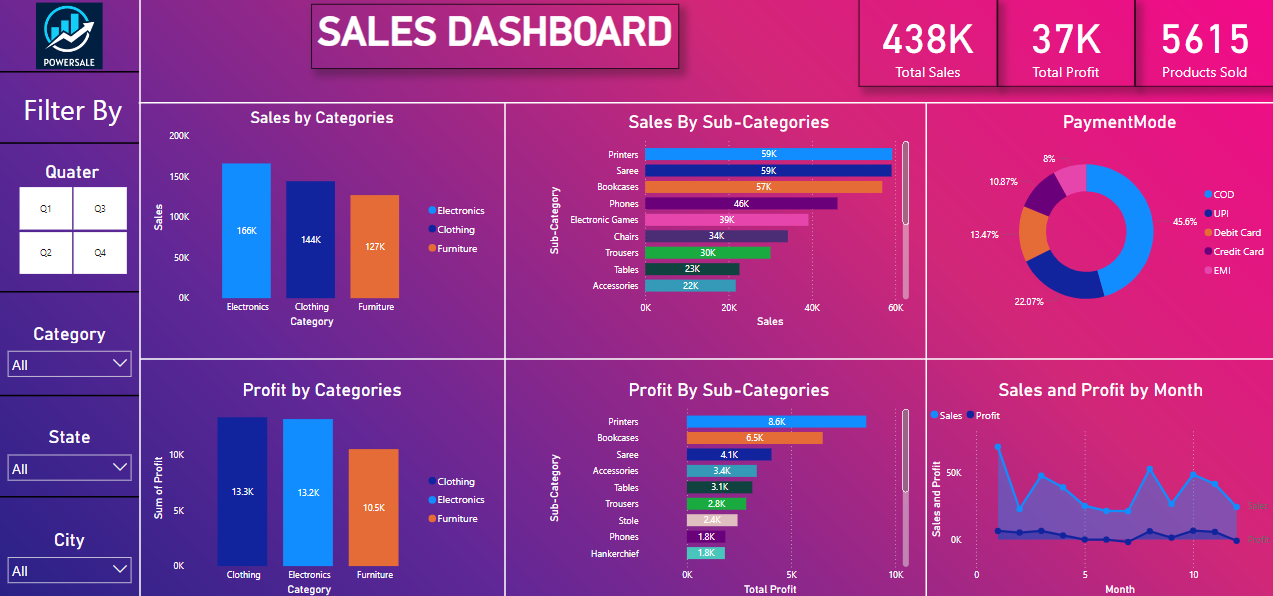 POWERSALE
SALES DASHBOARD
438K
Total Sales
37K
Total Profit
5615
Products Sold
Filter By
Quater
Q1
Q3
Q2
Q4
Category
All
State
All
City
All
Sales by Categories
200K
150K
100K
50K
0K
Sales
166K
144K
127K
Electronics
Clothing
Furniture
Category
Electronics
Clothing
Furniture
Sales By Sub-Categories
Sub-Category
Printers 59K
Saree 59K
Bookcases 57K
Phones 46K
Electronic Games 39K
Chairs 34K
Trousers 30K
Tables 23K
Accessories 22K
0K 20K 40K 60K
Sales
PaymentMode
8%
10.87%
13.47%
22.07%
45.6%
COD
UPI
Debit Card
Credit Card
EMI
Profit by Categories
10K
5K
0K
Sum of Profit
13.3K
13.2K
10.5K
Clothing
Electronics
Furniture
Category
Clothing
Electronics
Furniture
Profit By Sub-Categories
Sub-Category
Printers 8.6K
Bookcases 6.5K
Saree 4.1K
Accessories 3.4K
Tables 3.1K
Trousers 2.8K
Stole 2.4K
Phones 1.8K
Hankerchief 1.8K
0K 5K 10K
Total Profit
Sales and Profit by Month
Sales Profit
Sales and Profit
50K
0K
Sales
Profit
0 5 10
Month